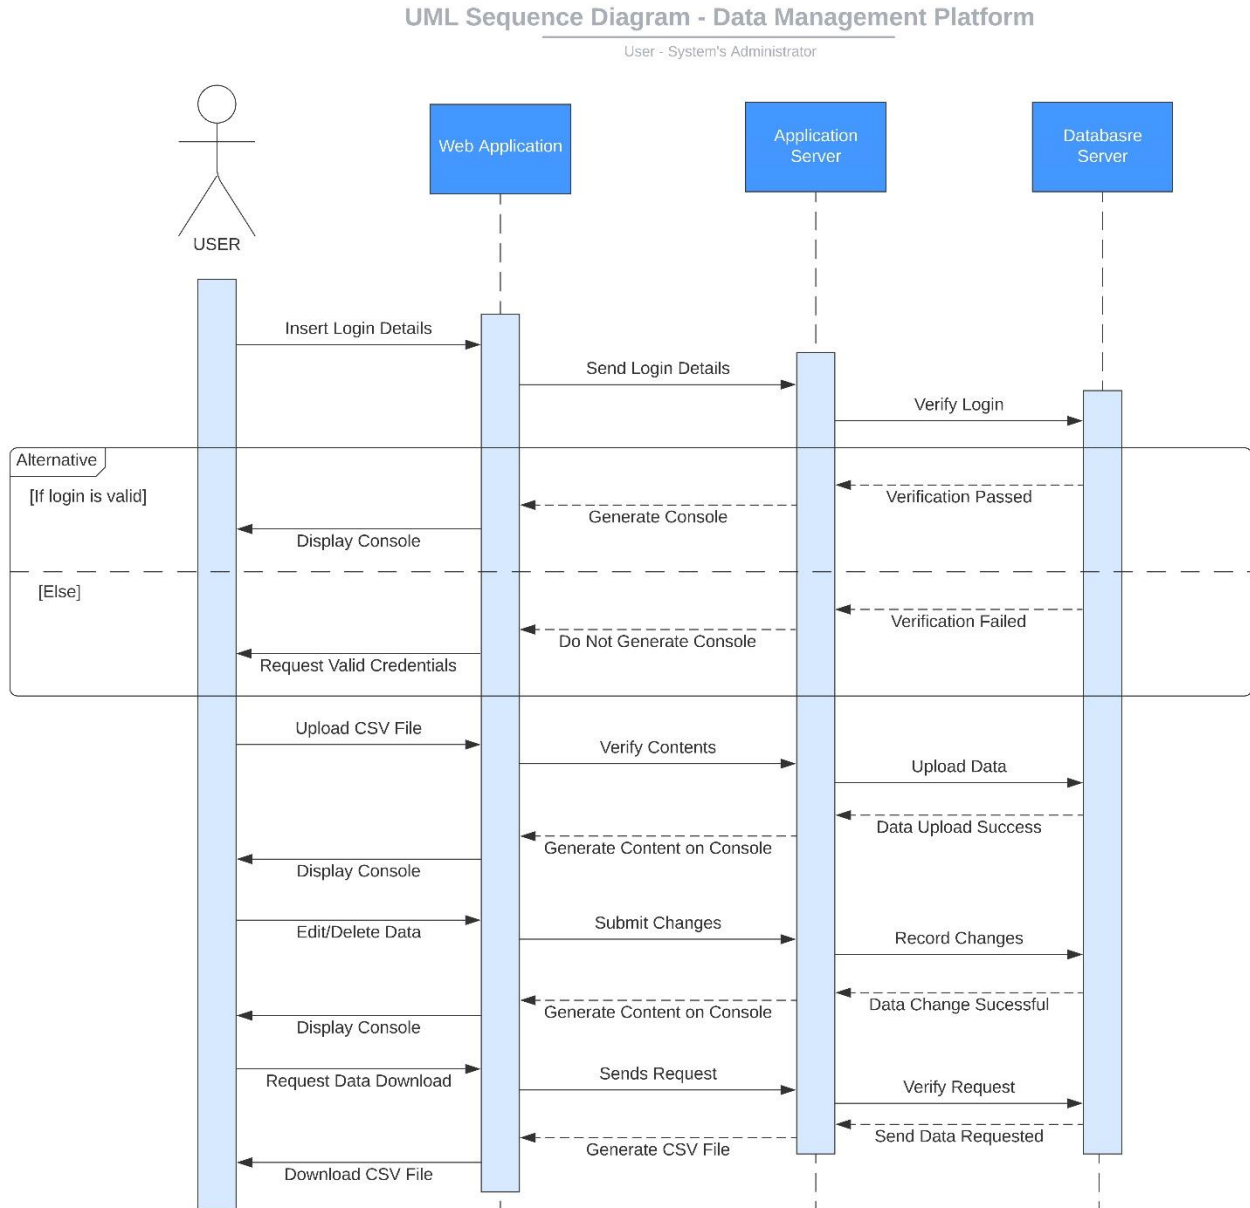 UML Sequence Diagram - Data Management Platform
User - System's Administrator
Web Application
Application
Server
Databasre
Server
USER
Insert Login Details
Send Login Details
Verify Login
Alternative
[If login is valid]
Verification Passed
Generate Console
Display Console
[Else]
Verification Failed
Do Not Generate Console
Request Valid Credentials
Upload CSV File
Verify Contents
Upload Data
Data Upload Success
Generate Content on Console
Display Console
Edit/Delete Data
Submit Changes
Record Changes
Data Change Sucessful
Generate Content on Console
Display Console
Request Data Download
Sends Request
Verify Request
Send Data Requested
Generate CSV File
Download CSV File